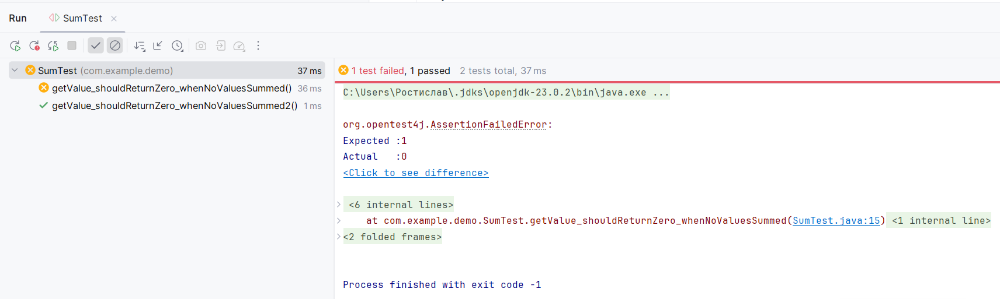 Run SumTest
SumTest (com.example.demo) 37 ms
getValue_shouldReturnZero_whenNoValuesSummed() 36 ms
getValue_shouldReturnZero_whenNoValuesSummed2() 1 ms
1 test failed, 1 passed 2 tests total, 37 ms
C:\Users\Ростислав\.jdks\openjdk-23.0.2\bin\java.exe ...
org.opentest4j.AssertionFailedError:
Expected :1
Actual   :0
<Click to see difference>
<6 internal lines>
at com.example.demo.SumTest.getValue_shouldReturnZero_whenNoValuesSummed(SumTest.java:15) <1 internal line>
<2 folded frames>
Process finished with exit code -1